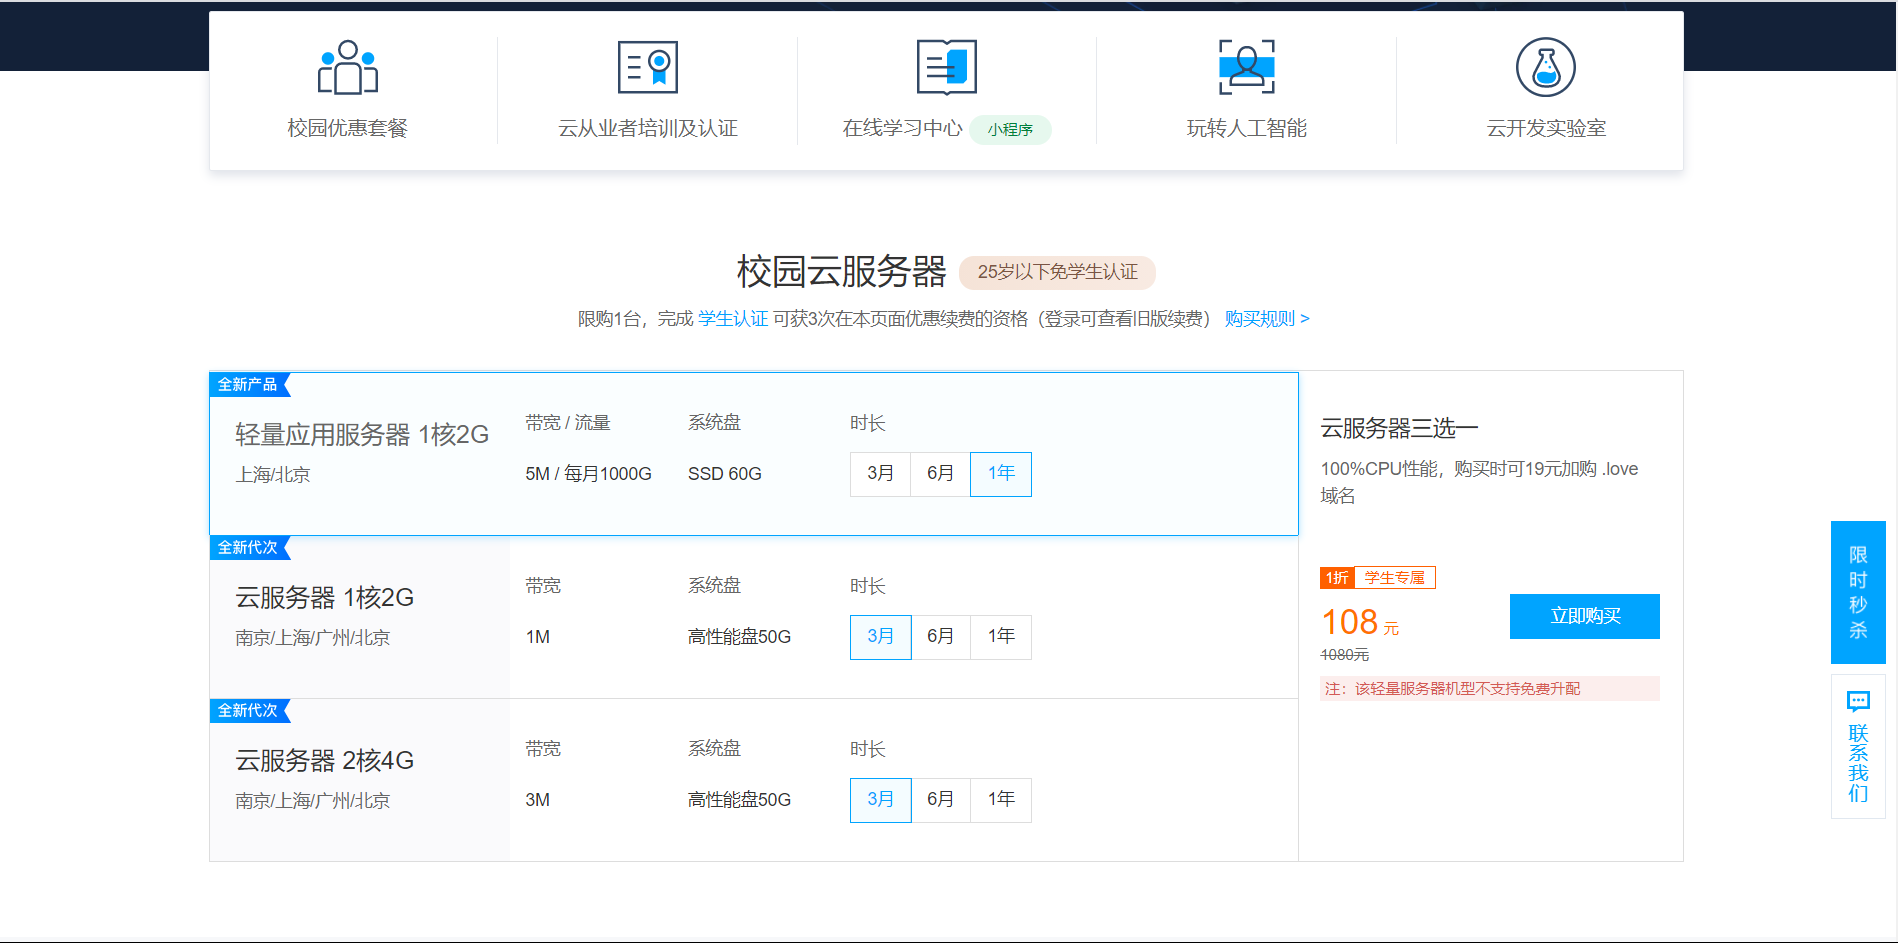 校园优惠套餐
云从业者培训及认证
在线学习中心 小程序
玩转人工智能
云开发实验室
校园云服务器 25岁以下免学生认证
限购1台，完成 学生认证 可获3次在本页面优惠续费的资格（登录可查看旧版续费） 购买规则 >
全新产品
轻量应用服务器 1核2G
上海/北京
带宽 / 流量
5M / 每月1000G
系统盘
SSD 60G
时长
3月 6月 1年
全新代次
云服务器 1核2G
南京/上海/广州/北京
带宽
1M
系统盘
高性能盘50G
时长
3月 6月 1年
全新代次
云服务器 2核4G
南京/上海/广州/北京
带宽
3M
系统盘
高性能盘50G
时长
3月 6月 1年
云服务器三选一
100%CPU性能，购买时可19元加购 .love
域名
1折 学生专属
108 元
1080元
立即购买
注：该轻量服务器机型不支持免费升配
限时秒杀
联系我们